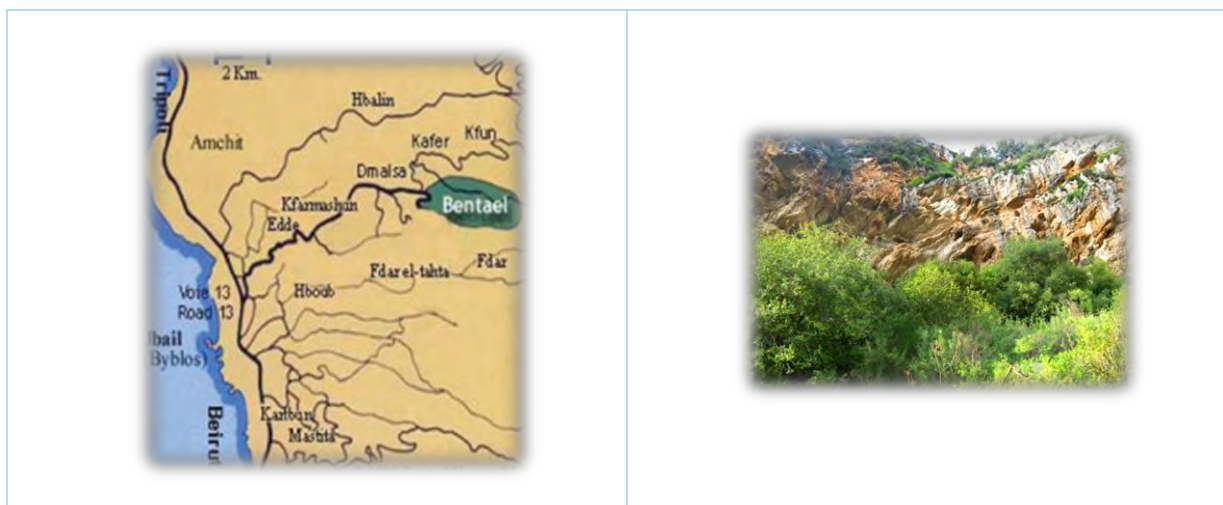 2 Km.
Tripoli
Hbalin
Amchit
Kafer
Kfun
Dmalsa
Bentael
Kfarmashun
Edde
Fdar
Fdar el-tahta
Voie 13
Road 13
Hboub
Jbail
(Byblos)
Beirut
Mastita